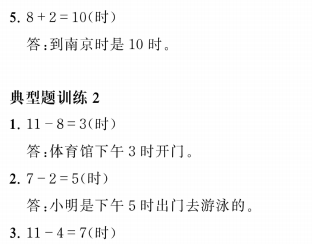 5. 8+2=10(时)
答:到南京时是 10 时。
典型题训练 2
1. 11-8=3(时)
答:体育馆下午 3 时开门。
2. 7-2=5(时)
答:小明是下午 5 时出门去游泳的。
3. 11-4=7(时)